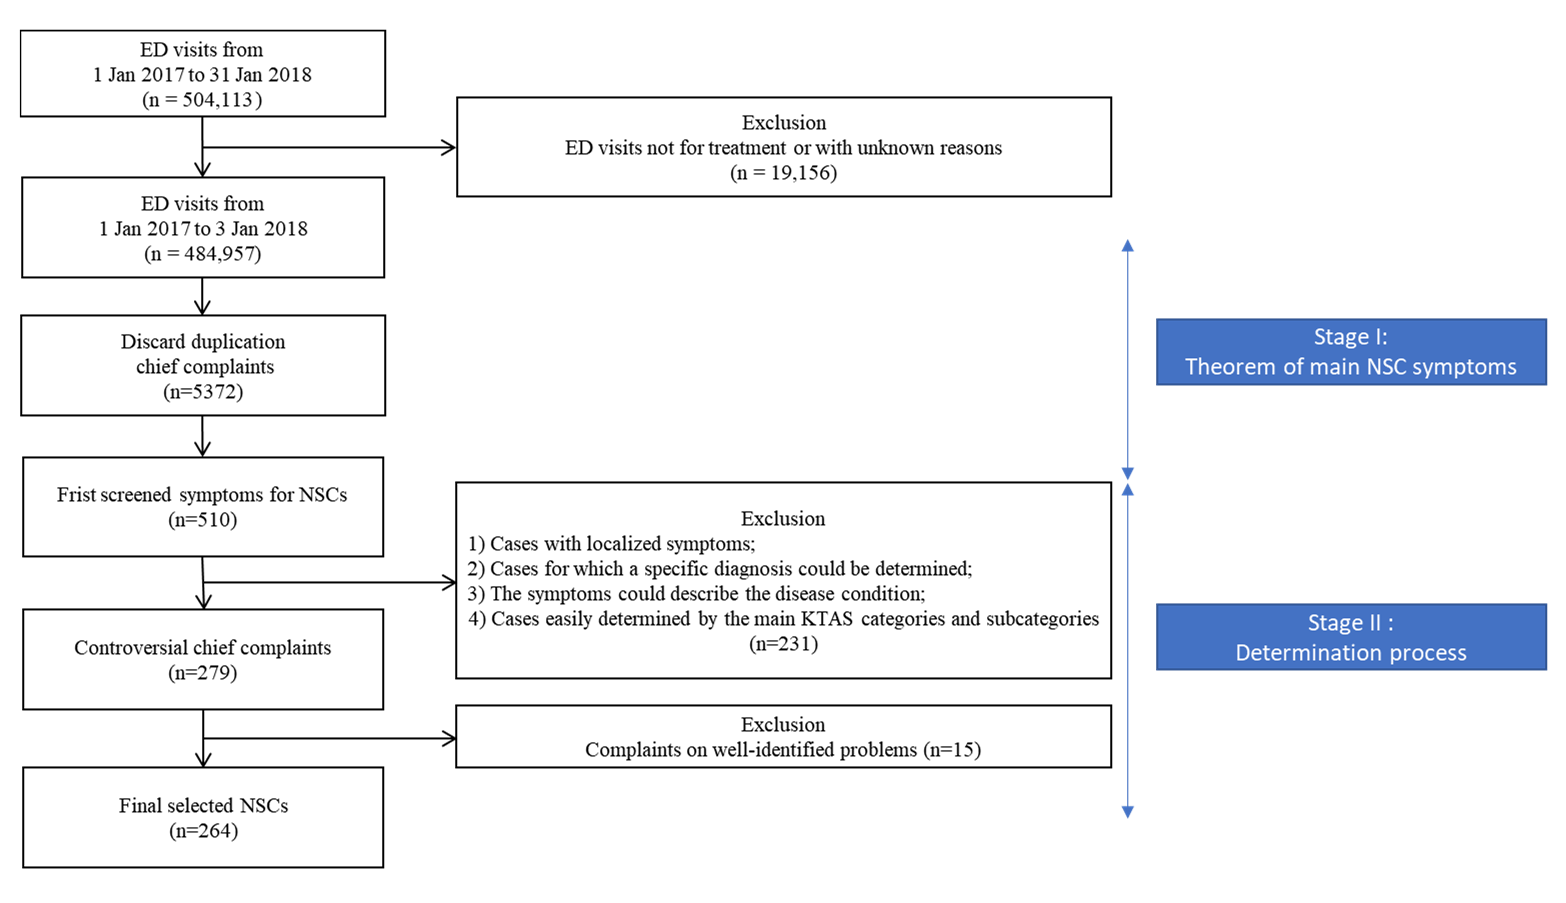 ED visits from
1 Jan 2017 to 31 Jan 2018
(n = 504,113)
Exclusion
ED visits not for treatment or with unknown reasons
(n = 19,156)
ED visits from
1 Jan 2017 to 3 Jan 2018
(n = 484,957)
Discard duplication
chief complaints
(n=5372)
Stage I:
Theorem of main NSC symptoms
Frist screened symptoms for NSCs
(n=510)
Exclusion
1) Cases with localized symptoms;
2) Cases for which a specific diagnosis could be determined;
3) The symptoms could describe the disease condition;
4) Cases easily determined by the main KTAS categories and subcategories
(n=231)
Stage II :
Determination process
Controversial chief complaints
(n=279)
Exclusion
Complaints on well-identified problems (n=15)
Final selected NSCs
(n=264)